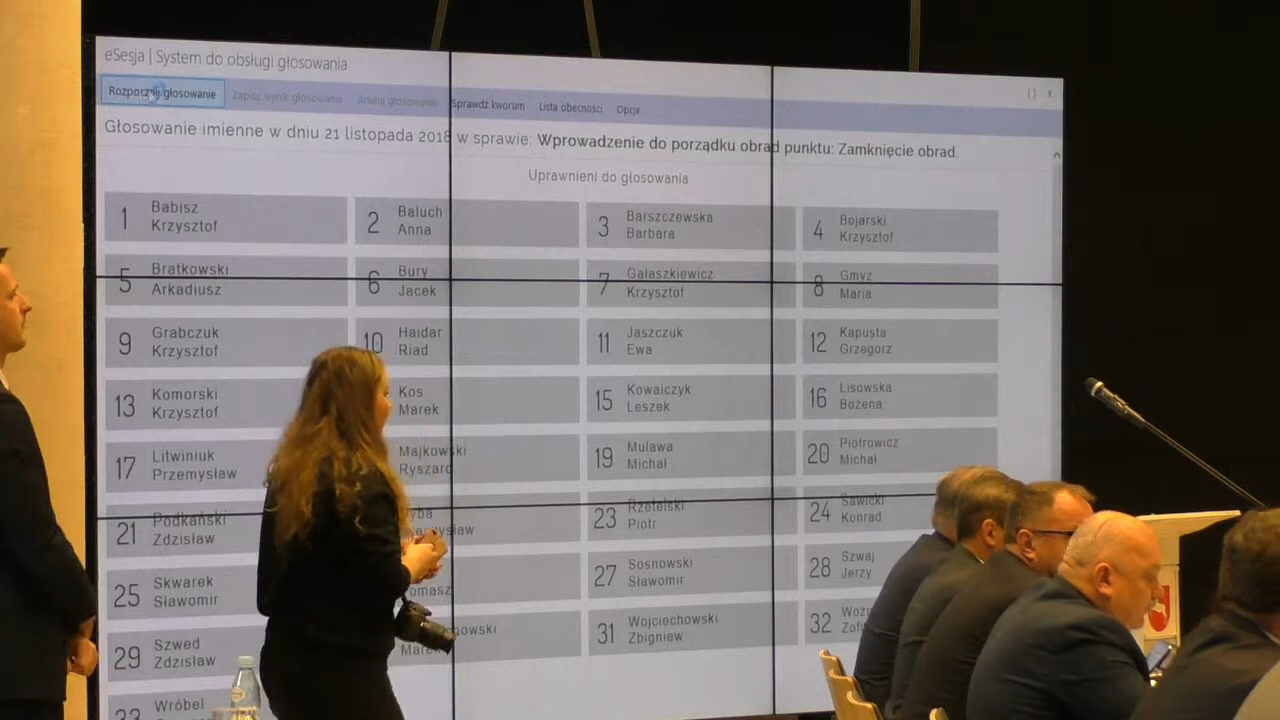 eSesja | System do obsługi głosowania
Rozpocznij głosowanie Zapisz wynik głosowania Anuluj głosowanie Sprawdź kworum Lista obecności Opcje
Głosowanie imienne w dniu 21 listopada 2018 w sprawie: Wprowadzenie do porządku obrad punktu: Zamknięcie obrad.
Uprawnieni do głosowania
1 Babisz Krzysztof
2 Baluch Anna
3 Barszczewska Barbara
4 Bojarski Krzysztof
5 Bratkowski Arkadiusz
6 Bury Jacek
7 Gałaszkiewicz Krzysztof
8 Gmyz Maria
9 Grabczuk Krzysztof
10 Haidar Riad
11 Jaszczuk Ewa
12 Kapusta Grzegorz
13 Komorski Krzysztof
Kos Marek
15 Kowalczyk Leszek
16 Lisowska Bożena
17 Litwiniuk Przemysław
Majkowski Ryszard
19 Mulawa Michał
20 Piotrowicz Michał
21 Podkański Zdzisław
23 Rzetelski Piotr
24 Sawicki Konrad
25 Skwarek Sławomir
27 Sosnowski Sławomir
28 Szwaj Jerzy
29 Szwed Zdzisław
31 Wojciechowski Zbigniew
32
33 Wróbel